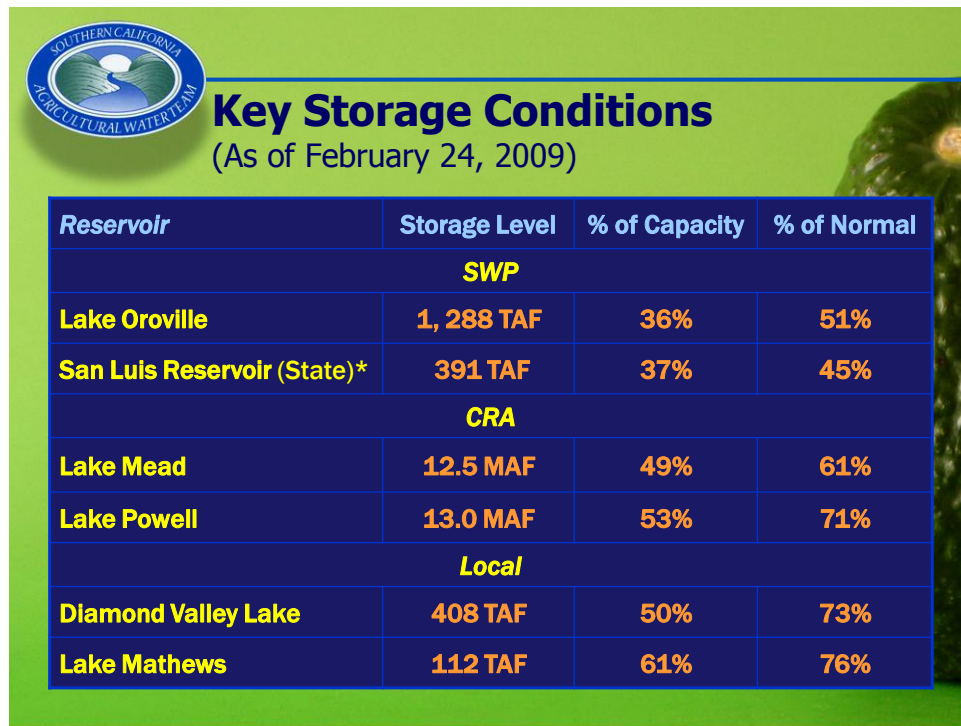 SOUTHERN CALIFORNIA
AGRICULTURAL WATER TEAM
Key Storage Conditions
(As of February 24, 2009)
Reservoir Storage Level % of Capacity % of Normal
SWP
Lake Oroville 1, 288 TAF 36% 51%
San Luis Reservoir (State)* 391 TAF 37% 45%
CRA
Lake Mead 12.5 MAF 49% 61%
Lake Powell 13.0 MAF 53% 71%
Local
Diamond Valley Lake 408 TAF 50% 73%
Lake Mathews 112 TAF 61% 76%